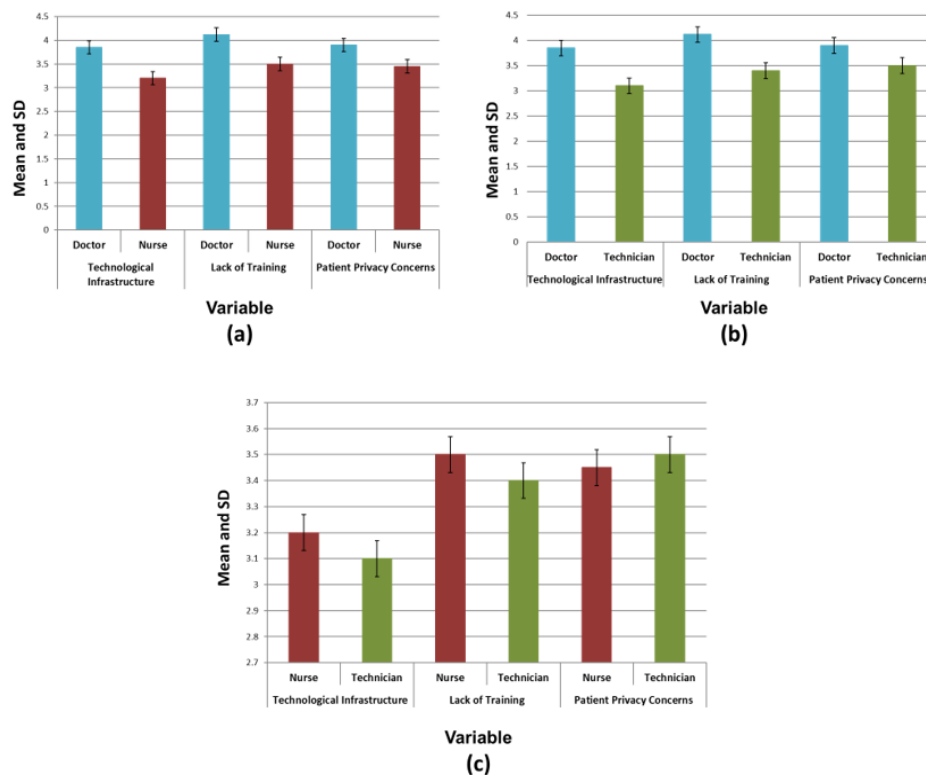 4.5
4
3.5
3
2.5
2
1.5
1
0.5
0
Mean and SD
Doctor Nurse Doctor Nurse Doctor Nurse
Technological Infrastructure Lack of Training Patient Privacy Concerns
Variable
(a)
4.5
4
3.5
3
2.5
2
1.5
1
0.5
0
Mean and SD
Doctor Technician Doctor Technician Doctor Technician
Technological Infrastructure Lack of Training Patient Privacy Concerns
Variable
(b)
3.7
3.6
3.5
3.4
3.3
3.2
3.1
3
2.9
2.8
2.7
Mean and SD
Nurse Technician Nurse Technician Nurse Technician
Technological Infrastructure Lack of Training Patient Privacy Concerns
Variable
(c)